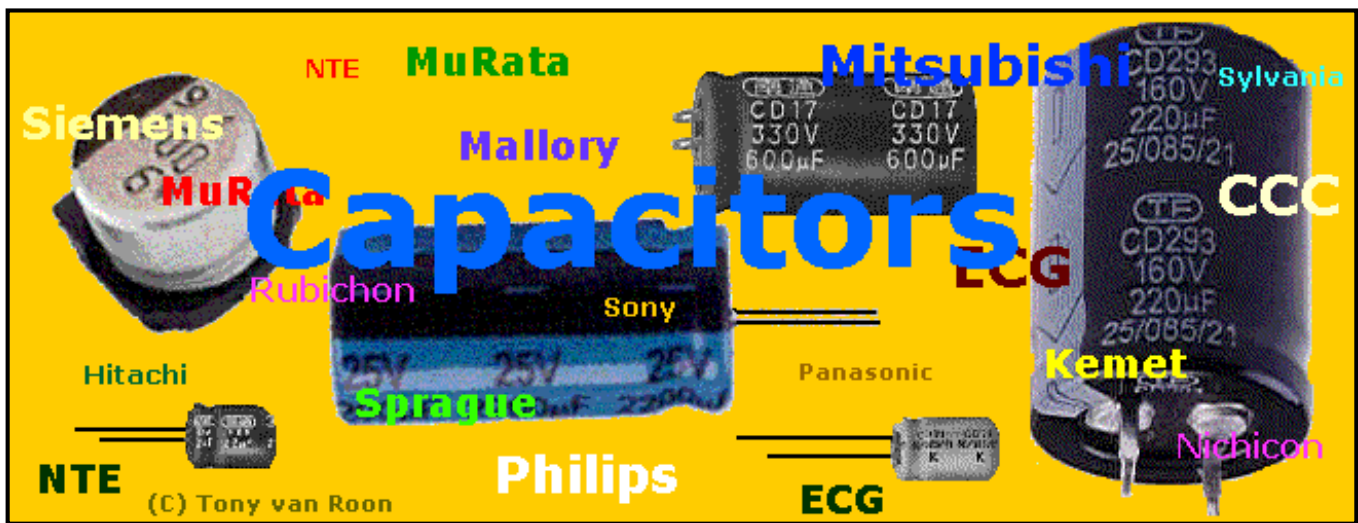 NTE
MuRata
Mitsubishi
Sylvania
Siemens
Mallory
MuRata
Capacitors
CCC
ECG
Rubichon
Sony
Hitachi
Panasonic
Kemet
Sprague
Nichicon
NTE
Philips
ECG
(C) Tony van Roon
CD17
330V
600µF
CD17
330V
600µF
CD293
160V
220µF
25/085/21
CD293
160V
220µF
25/085/21
25V
25V
25V
K
K